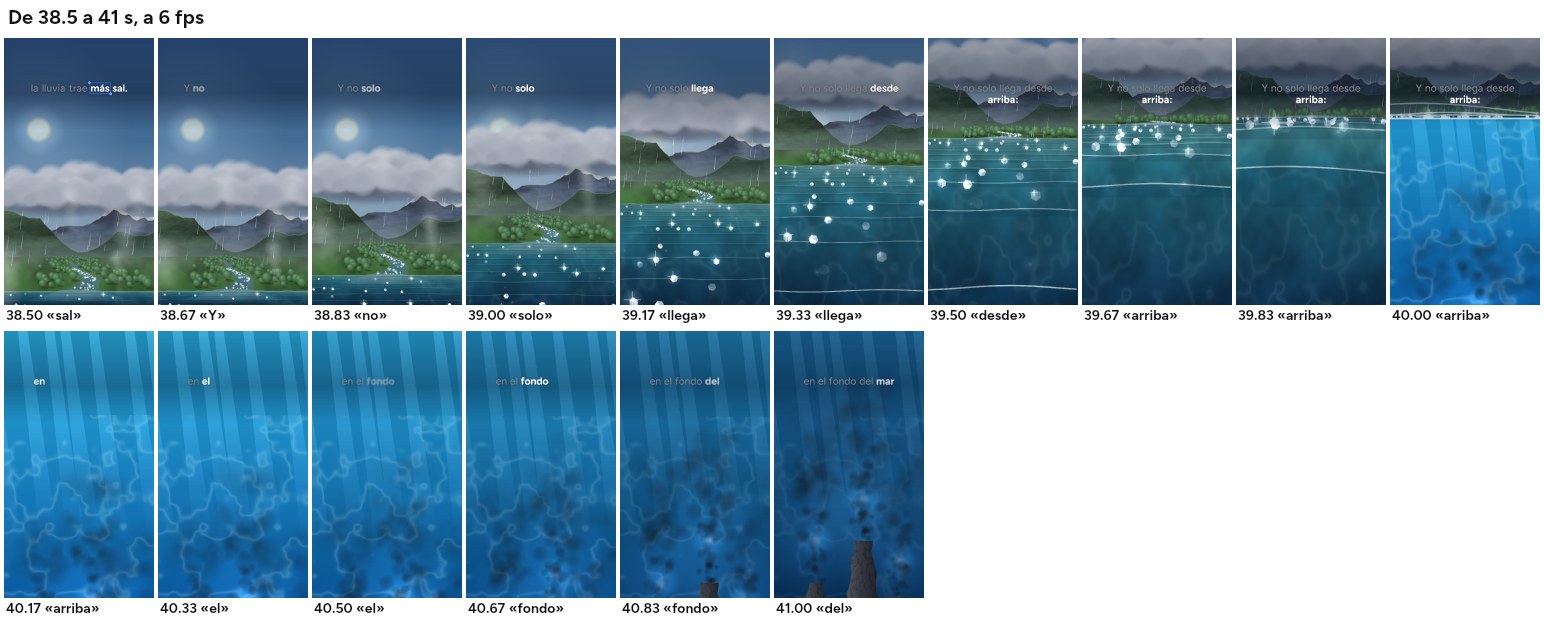 De 38.5 a 41 s, a 6 fps
la lluvia trae más sal.
Y no
Y no solo
Y no solo
Y no solo llega
Y no solo llega desde
Y no solo llega desde
arriba:
Y no solo llega desde
arriba:
Y no solo llega desde
arriba:
Y no solo llega desde
arriba:
38.50 «sal»
38.67 «Y»
38.83 «no»
39.00 «solo»
39.17 «llega»
39.33 «llega»
39.50 «desde»
39.67 «arriba»
39.83 «arriba»
40.00 «arriba»
en
en el
en el fondo
en el fondo
en el fondo del
en el fondo del mar
40.17 «arriba»
40.33 «el»
40.50 «el»
40.67 «fondo»
40.83 «fondo»
41.00 «del»